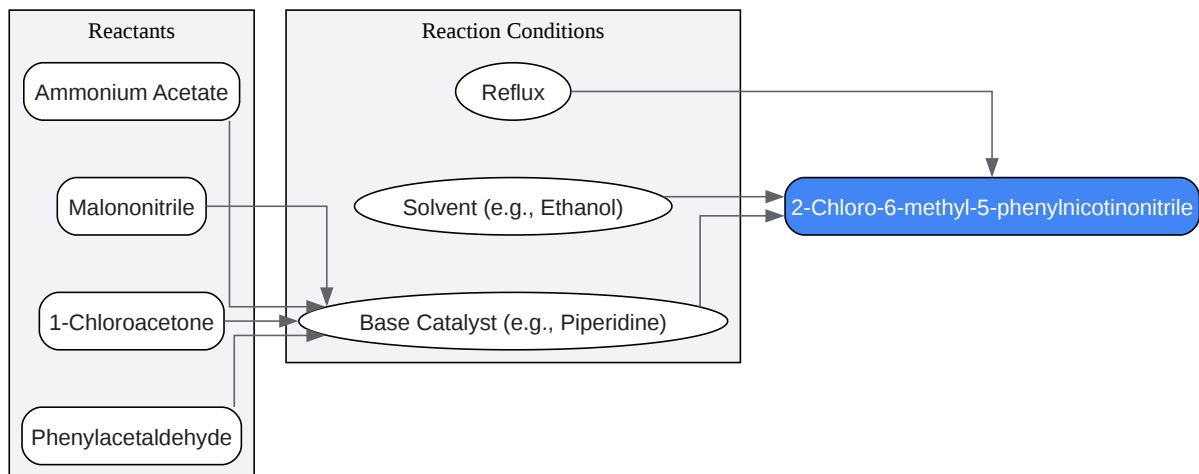 Reactants
Ammonium Acetate
Malononitrile
1-Chloroacetone
Phenylacetaldehyde
Reaction Conditions
Reflux
Solvent (e.g., Ethanol)
Base Catalyst (e.g., Piperidine)
2-Chloro-6-methyl-5-phenylnicotinonitrile